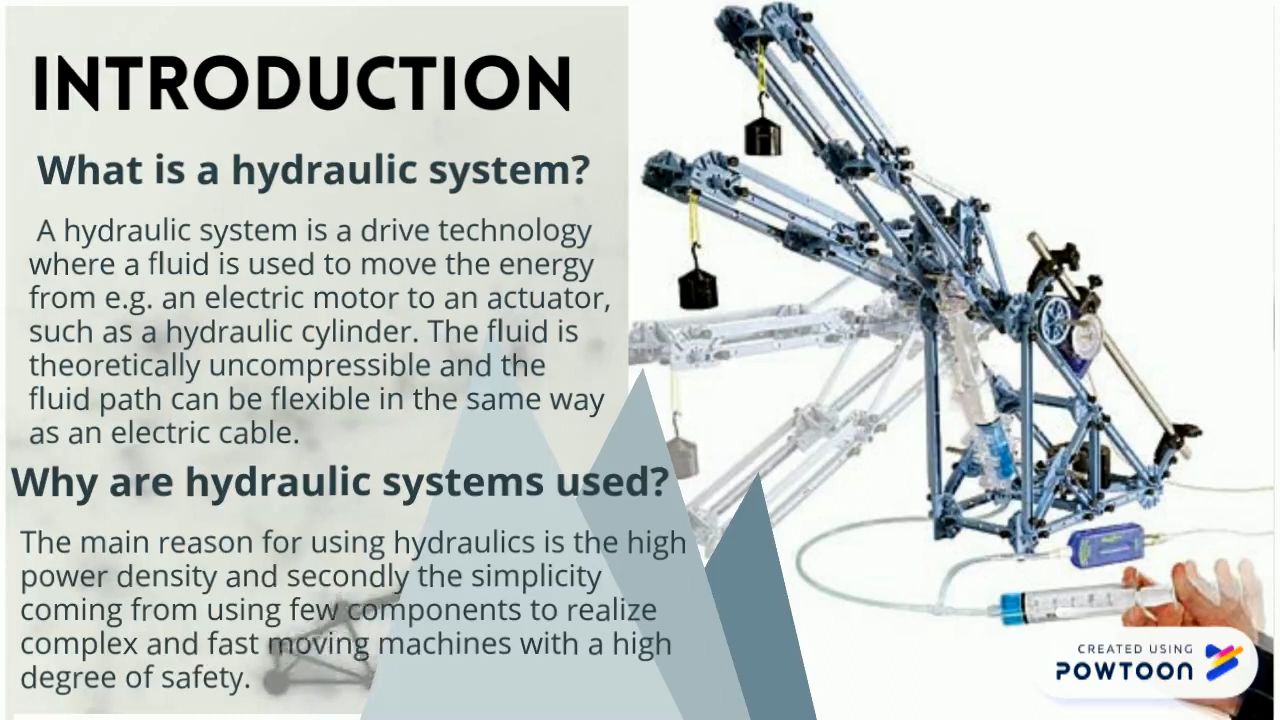 INTRODUCTION
What is a hydraulic system?
A hydraulic system is a drive technology
where a fluid is used to move the energy
from e.g. an electric motor to an actuator,
such as a hydraulic cylinder. The fluid is
theoretically uncompressible and the
fluid path can be flexible in the same way
as an electric cable.
Why are hydraulic systems used?
The main reason for using hydraulics is the high
power density and secondly the simplicity
coming from using few components to realize
complex and fast moving machines with a high
degree of safety.
CREATED USING
POWTOON